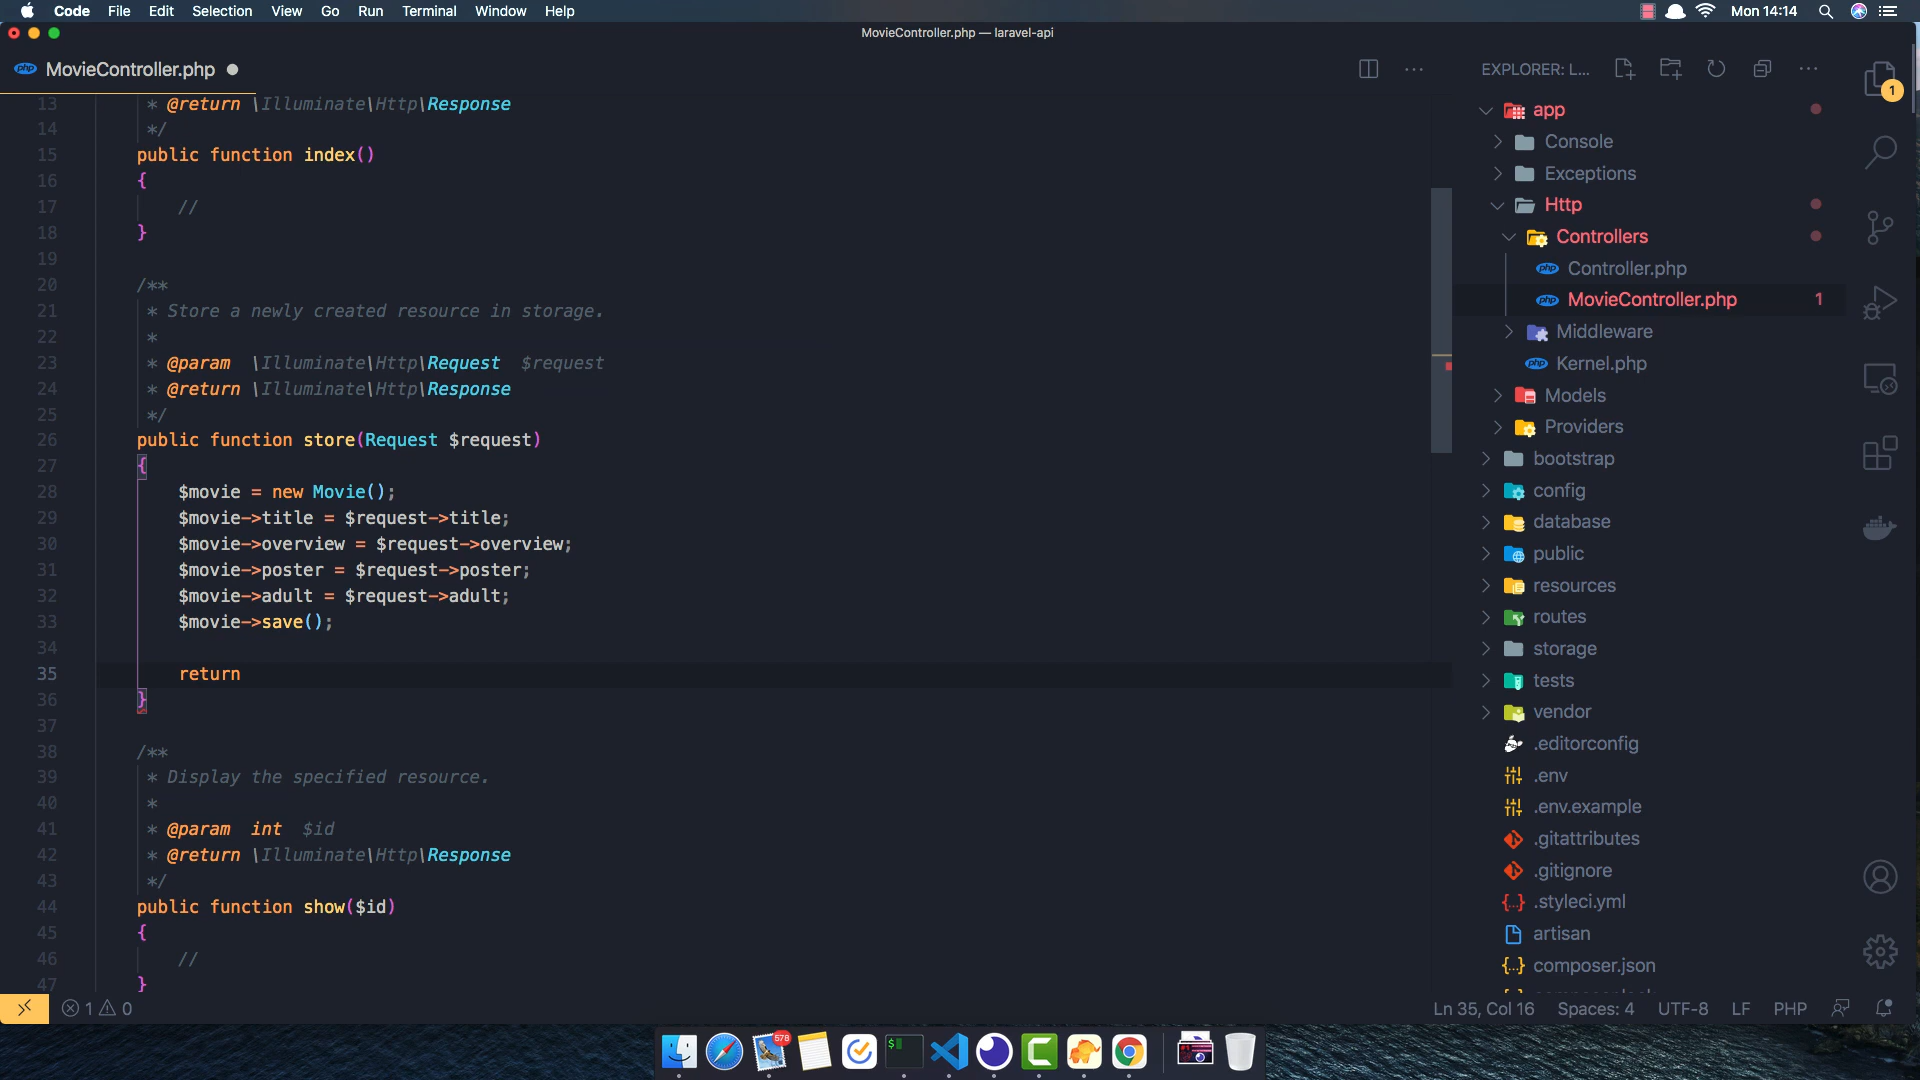 Code File Edit Selection View Go Run Terminal Window Help
Mon 14:14
MovieController.php — laravel-api
php MovieController.php
EXPLORER: L...
1
13 * @return \Illuminate\Http\Response
14 */
15 public function index()
16 {
17 //
18 }
19
20 /**
21 * Store a newly created resource in storage.
22 *
23 * @param \Illuminate\Http\Request $request
24 * @return \Illuminate\Http\Response
25 */
26 public function store(Request $request)
27 {
28 $movie = new Movie();
29 $movie->title = $request->title;
30 $movie->overview = $request->overview;
31 $movie->poster = $request->poster;
32 $movie->adult = $request->adult;
33 $movie->save();
34
35 return
36 }
37
38 /**
39 * Display the specified resource.
40 *
41 * @param int $id
42 * @return \Illuminate\Http\Response
43 */
44 public function show($id)
45 {
46 //
47 }
app
Console
Exceptions
Http
Controllers
php Controller.php
php MovieController.php 1
Middleware
php Kernel.php
Models
Providers
bootstrap
config
database
public
resources
routes
storage
tests
vendor
.editorconfig
.env
.env.example
.gitattributes
.gitignore
{..} .styleci.yml
artisan
{..} composer.json
1 0
Ln 35, Col 16 Spaces: 4 UTF-8 LF PHP
578
$